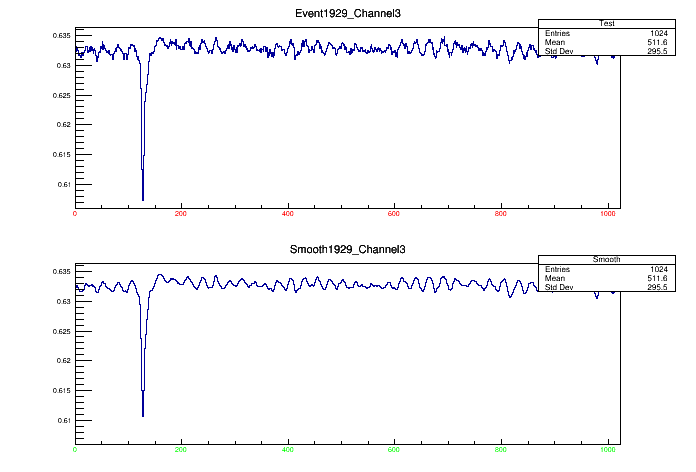 Event1929_Channel3
Test
Entries 1024
Mean 511.6
Std Dev 295.5
0.635
0.63
0.625
0.62
0.615
0.61
0 200 400 600 800 1000
Smooth1929_Channel3
Smooth
Entries 1024
Mean 511.6
Std Dev 295.5
0.635
0.63
0.625
0.62
0.615
0.61
0 200 400 600 800 1000